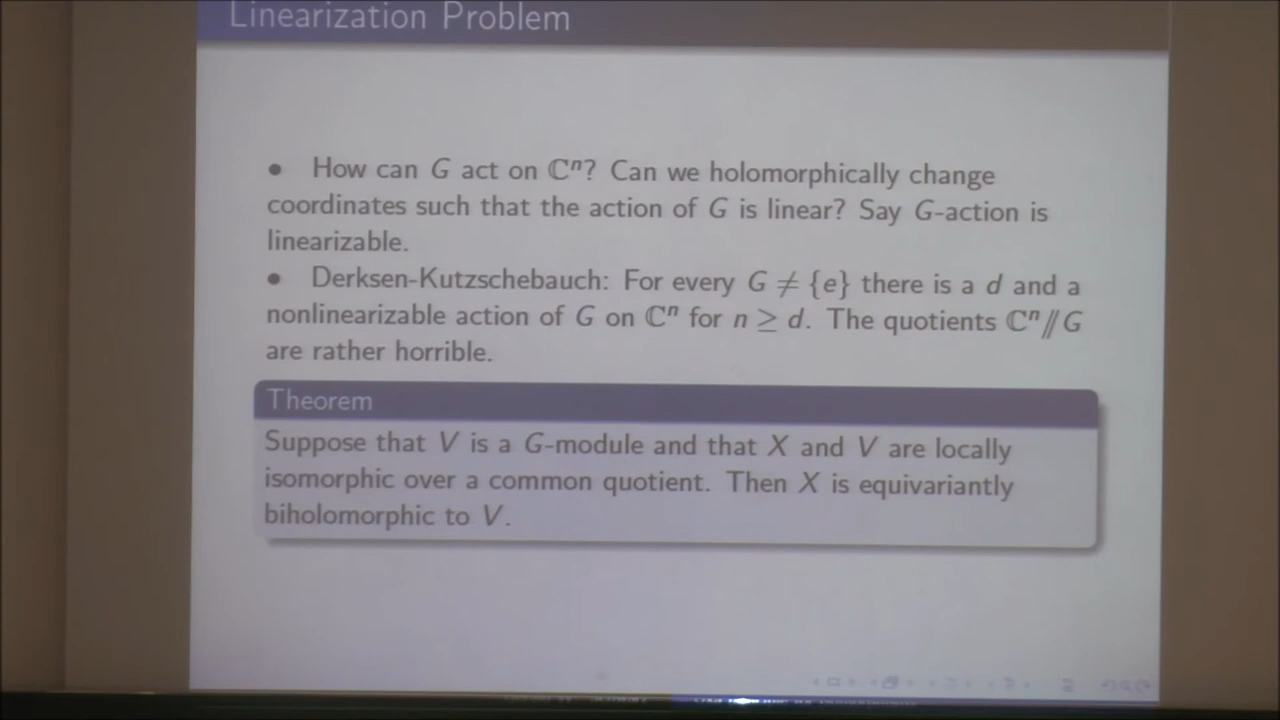 Linearization Problem
• How can G act on ℂⁿ? Can we holomorphically change
coordinates such that the action of G is linear? Say G-action is
linearizable.
• Derksen-Kutzschebauch: For every G ≠ {e} there is a d and a
nonlinearizable action of G on ℂⁿ for n ≥ d. The quotients ℂⁿ//G
are rather horrible.
Theorem
Suppose that V is a G-module and that X and V are locally
isomorphic over a common quotient. Then X is equivariantly
biholomorphic to V.